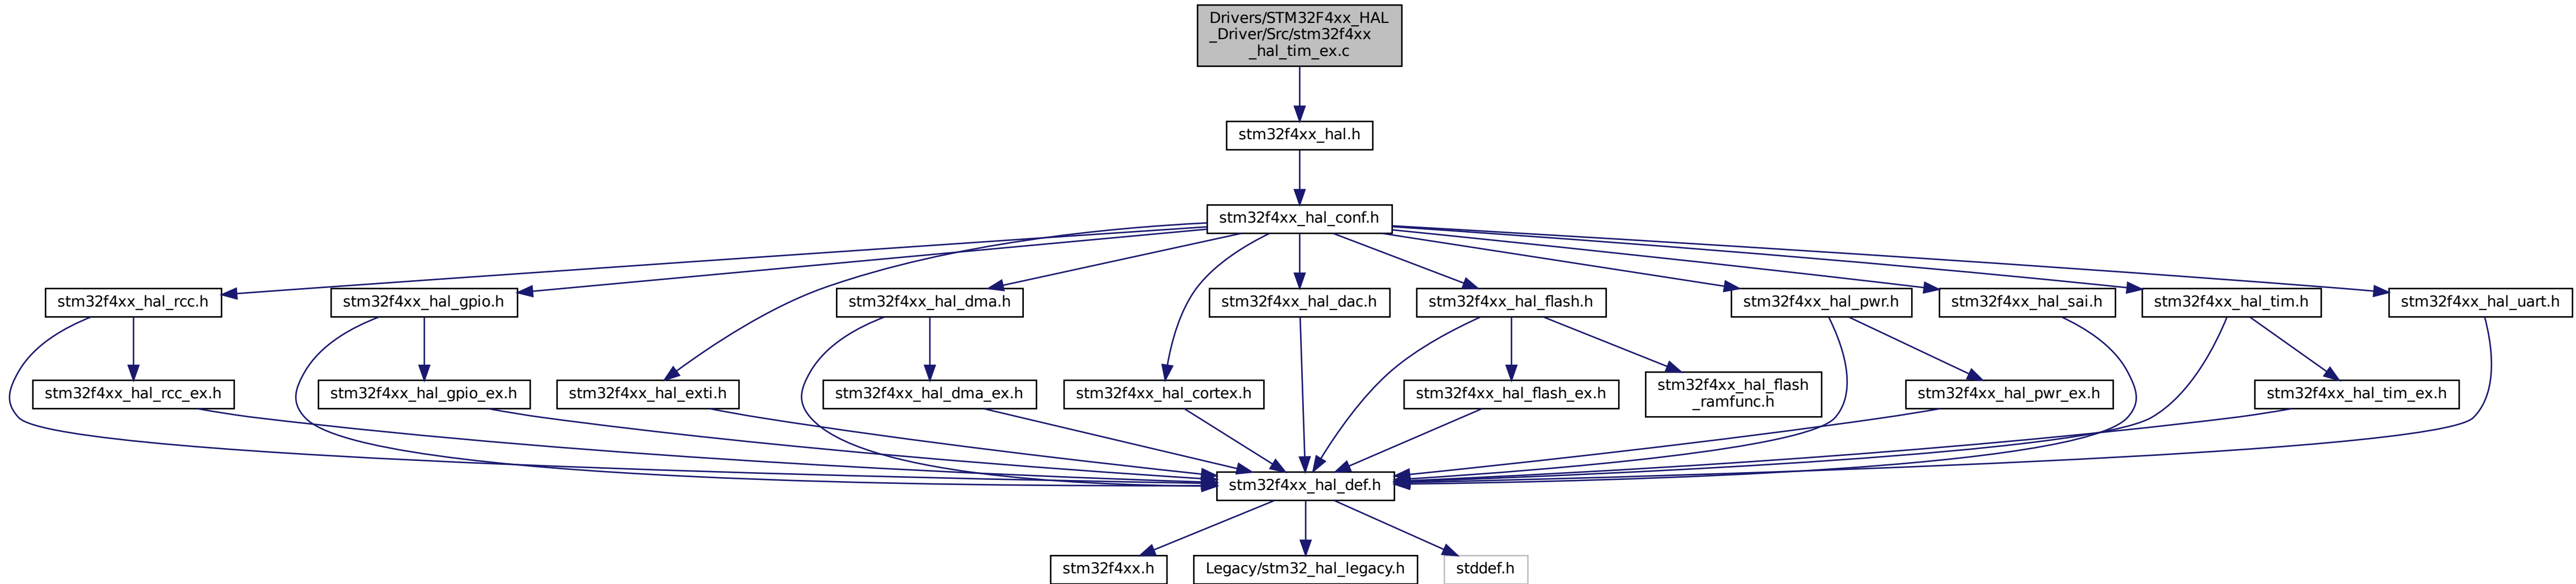 Drivers/STM32F4xx_HAL
_Driver/Src/stm32f4xx
_hal_tim_ex.c
stm32f4xx_hal.h
stm32f4xx_hal_conf.h
stm32f4xx_hal_rcc.h
stm32f4xx_hal_gpio.h
stm32f4xx_hal_dma.h
stm32f4xx_hal_dac.h
stm32f4xx_hal_flash.h
stm32f4xx_hal_pwr.h
stm32f4xx_hal_sai.h
stm32f4xx_hal_tim.h
stm32f4xx_hal_uart.h
stm32f4xx_hal_rcc_ex.h
stm32f4xx_hal_gpio_ex.h
stm32f4xx_hal_exti.h
stm32f4xx_hal_dma_ex.h
stm32f4xx_hal_cortex.h
stm32f4xx_hal_flash_ex.h
stm32f4xx_hal_flash
_ramfunc.h
stm32f4xx_hal_pwr_ex.h
stm32f4xx_hal_tim_ex.h
stm32f4xx_hal_def.h
stm32f4xx.h
Legacy/stm32_hal_legacy.h
stddef.h